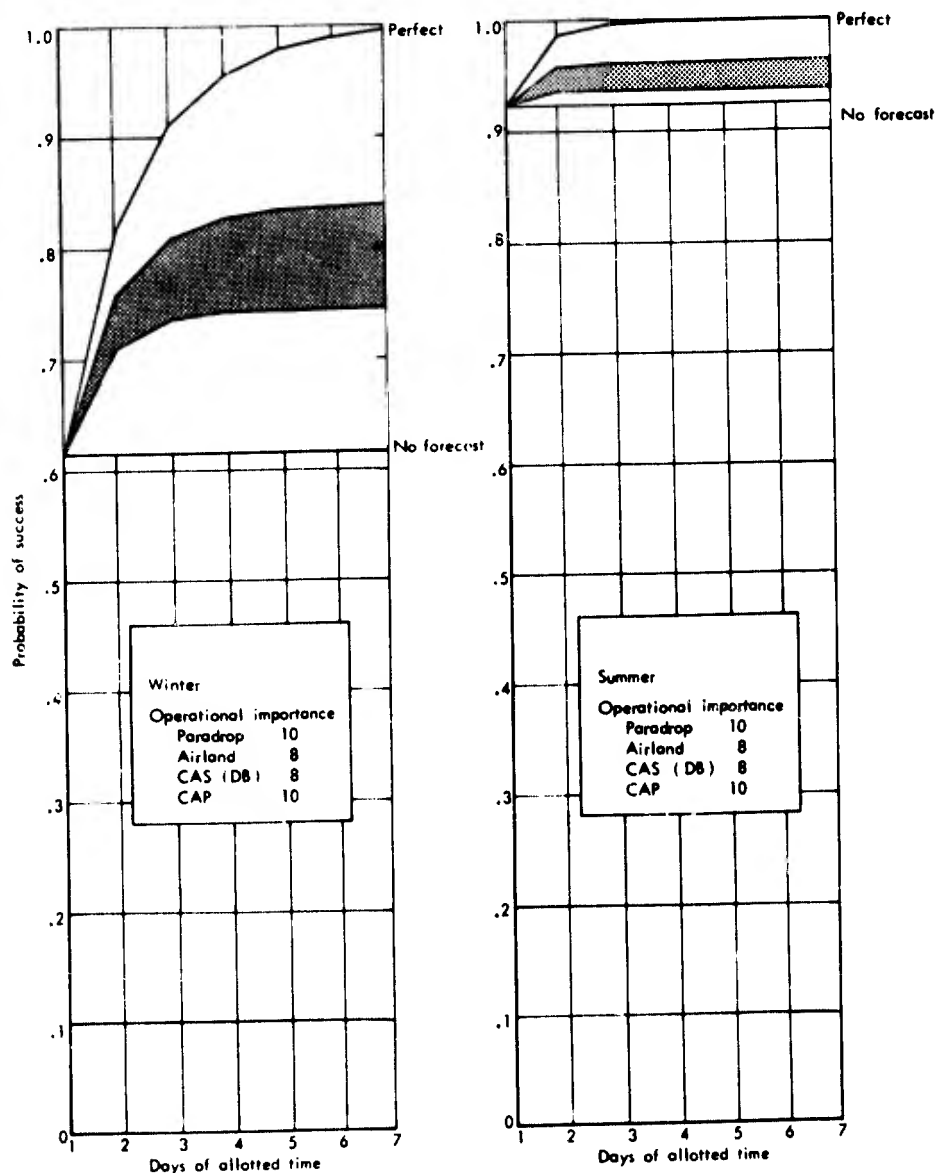 1.0
.9
.8
.7
.6
.5
.4
.3
.2
.1
0
Probability of success
Perfect
No forecast
Winter
Operational importance
Paradrop 10
Airland 8
CAS (DB) 8
CAP 10
1 2 3 4 5 6 7
Days of allotted time
1.0
.9
.8
.7
.6
.5
.4
.3
.2
.1
0
Perfect
No forecast
Summer
Operational importance
Paradrop 10
Airland 8
CAS (DB) 8
CAP 10
1 2 3 4 5 6 7
Days of allotted time